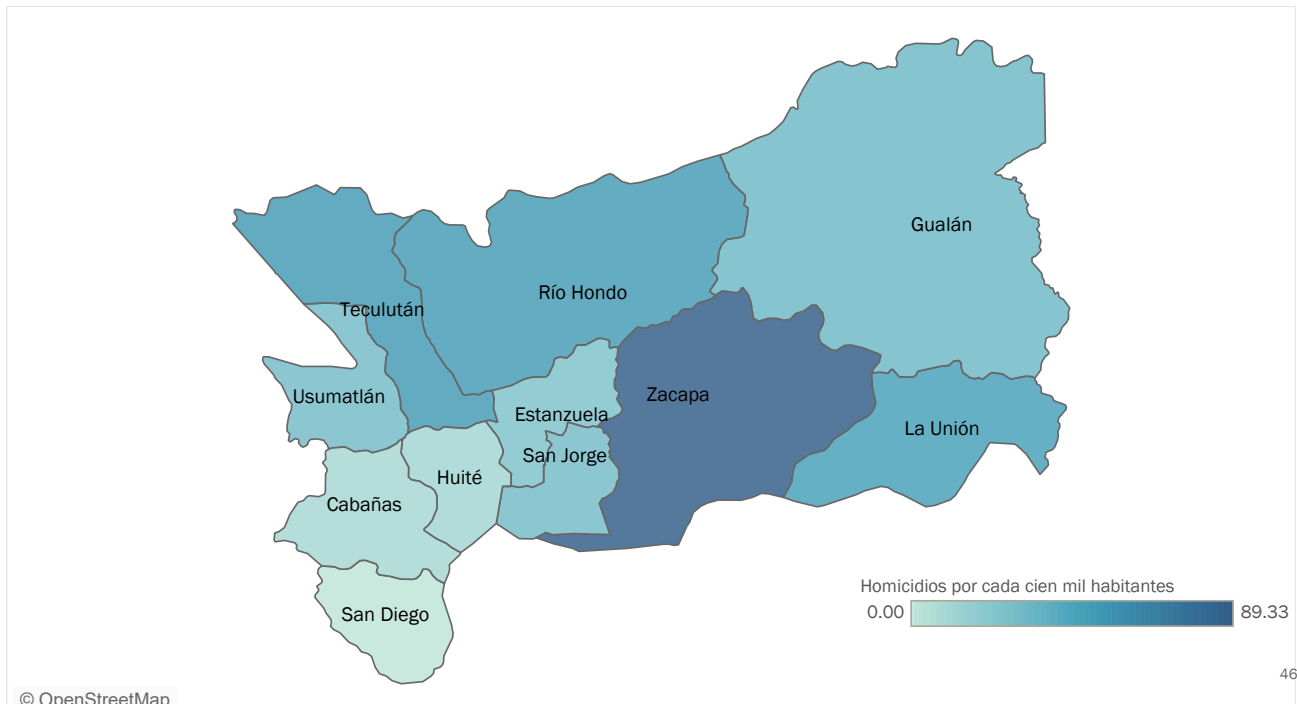 Gualán
Río Hondo
Teculután
Usumatlán
Zacapa
Estanzuela
La Unión
San Jorge
Huité
Cabañas
San Diego
Homicidios por cada cien mil habitantes
0.00
89.33
46
© OpenStreetMap